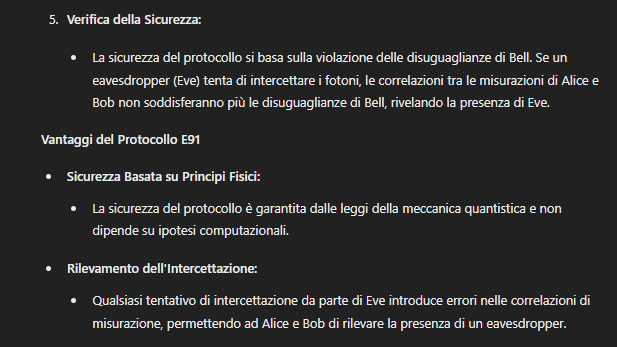 5. Verifica della Sicurezza:
• La sicurezza del protocollo si basa sulla violazione delle disuguaglianze di Bell. Se un
eavesdropper (Eve) tenta di intercettare i fotoni, le correlazioni tra le misurazioni di Alice e
Bob non soddisferanno più le disuguaglianze di Bell, rivelando la presenza di Eve.
Vantaggi del Protocollo E91
• Sicurezza Basata su Principi Fisici:
• La sicurezza del protocollo è garantita dalle leggi della meccanica quantistica e non
dipende su ipotesi computazionali.
• Rilevamento dell'Intercettazione:
• Qualsiasi tentativo di intercettazione da parte di Eve introduce errori nelle correlazioni di
misurazione, permettendo ad Alice e Bob di rilevare la presenza di un eavesdropper.